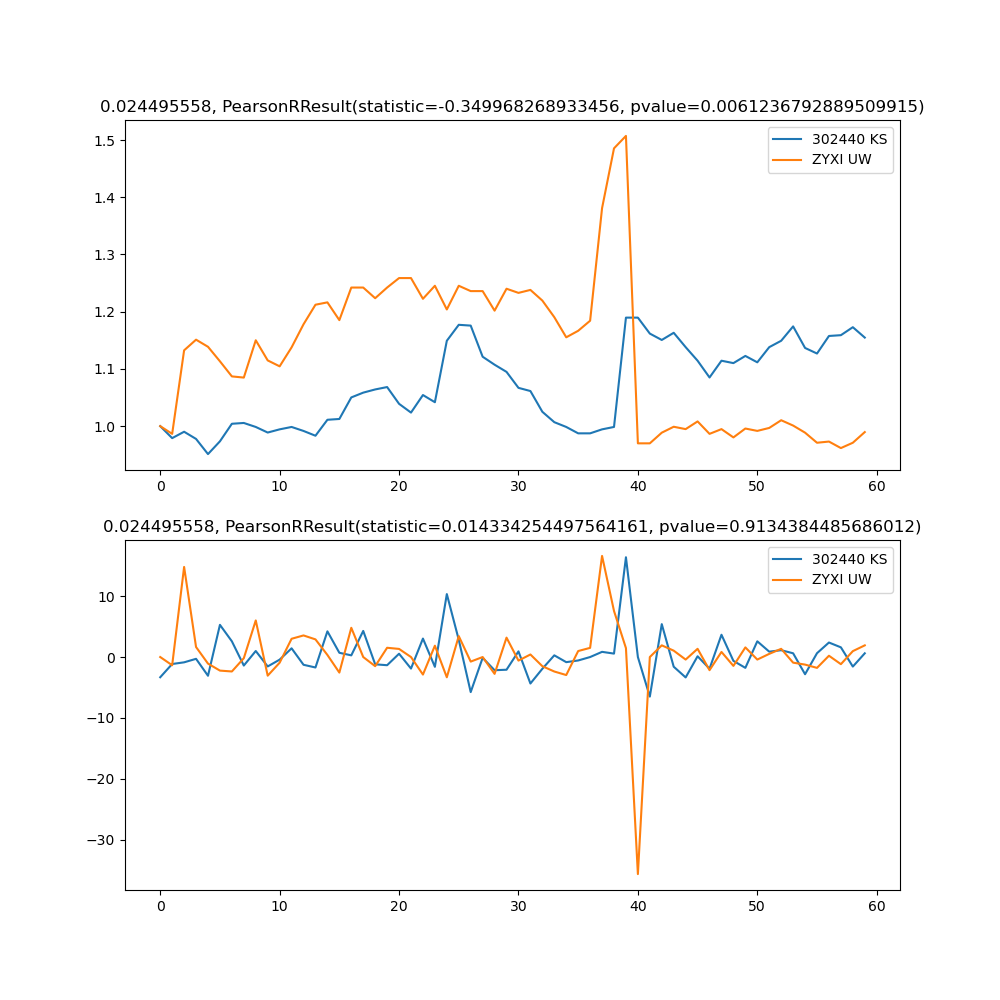 0.024495558, PearsonRResult(statistic=-0.349968268933456, pvalue=0.0061236792889509915)
302440 KS
ZYXI UW
1.5
1.4
1.3
1.2
1.1
1.0
0 10 20 30 40 50 60
0.024495558, PearsonRResult(statistic=0.014334254497564161, pvalue=0.9134384485686012)
302440 KS
ZYXI UW
10
0
−10
−20
−30
0 10 20 30 40 50 60